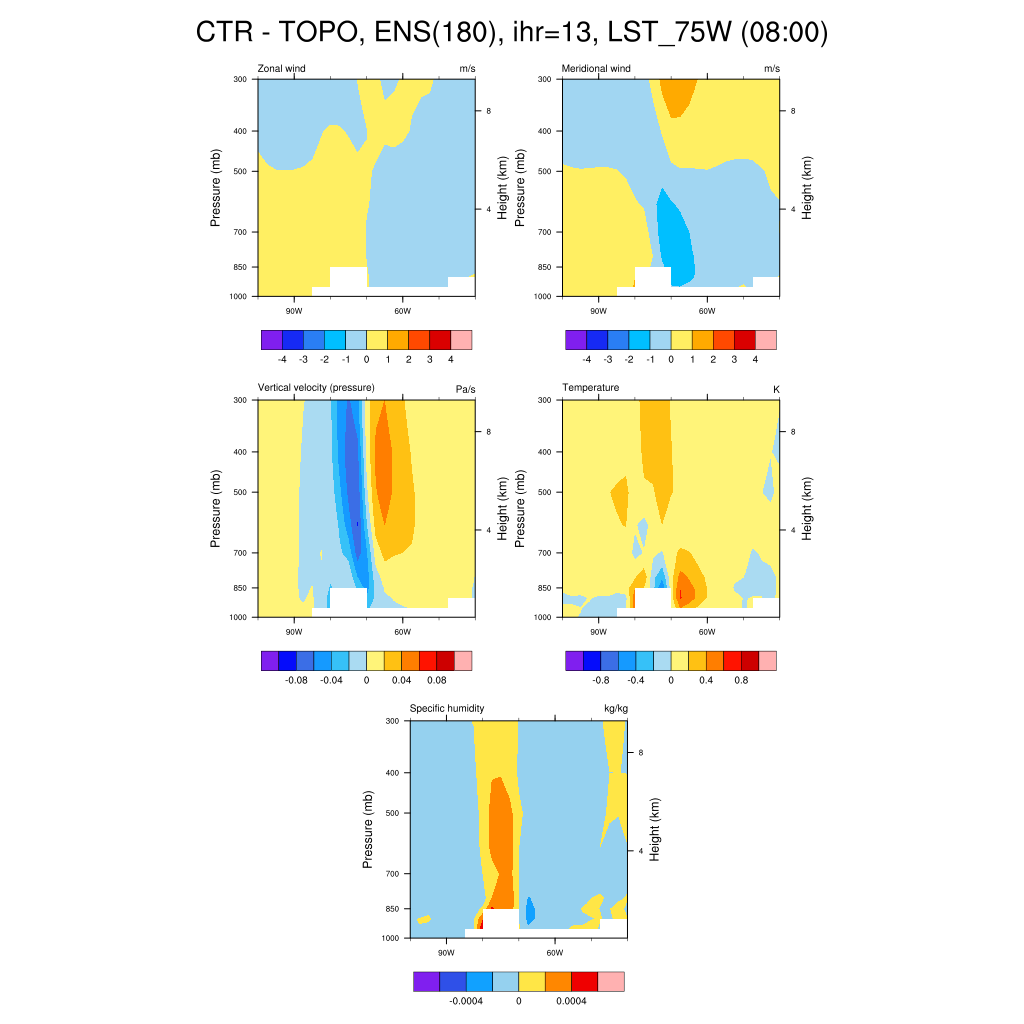 CTR - TOPO, ENS(180), ihr=13, LST_75W (08:00)
Zonal wind m/s
Meridional wind m/s
300
400
500
700
850
1000
Pressure (mb)
8
4
Height (km)
90W 60W
300
400
500
700
850
1000
Pressure (mb)
8
4
Height (km)
90W 60W
-4 -3 -2 -1 0 1 2 3 4
-4 -3 -2 -1 0 1 2 3 4
Vertical velocity (pressure) Pa/s
Temperature K
300
400
500
700
850
1000
Pressure (mb)
8
4
Height (km)
90W 60W
300
400
500
700
850
1000
Pressure (mb)
8
4
Height (km)
90W 60W
-0.08 -0.04 0 0.04 0.08
-0.8 -0.4 0 0.4 0.8
Specific humidity kg/kg
300
400
500
700
850
1000
Pressure (mb)
8
4
Height (km)
90W 60W
-0.0004 0 0.0004